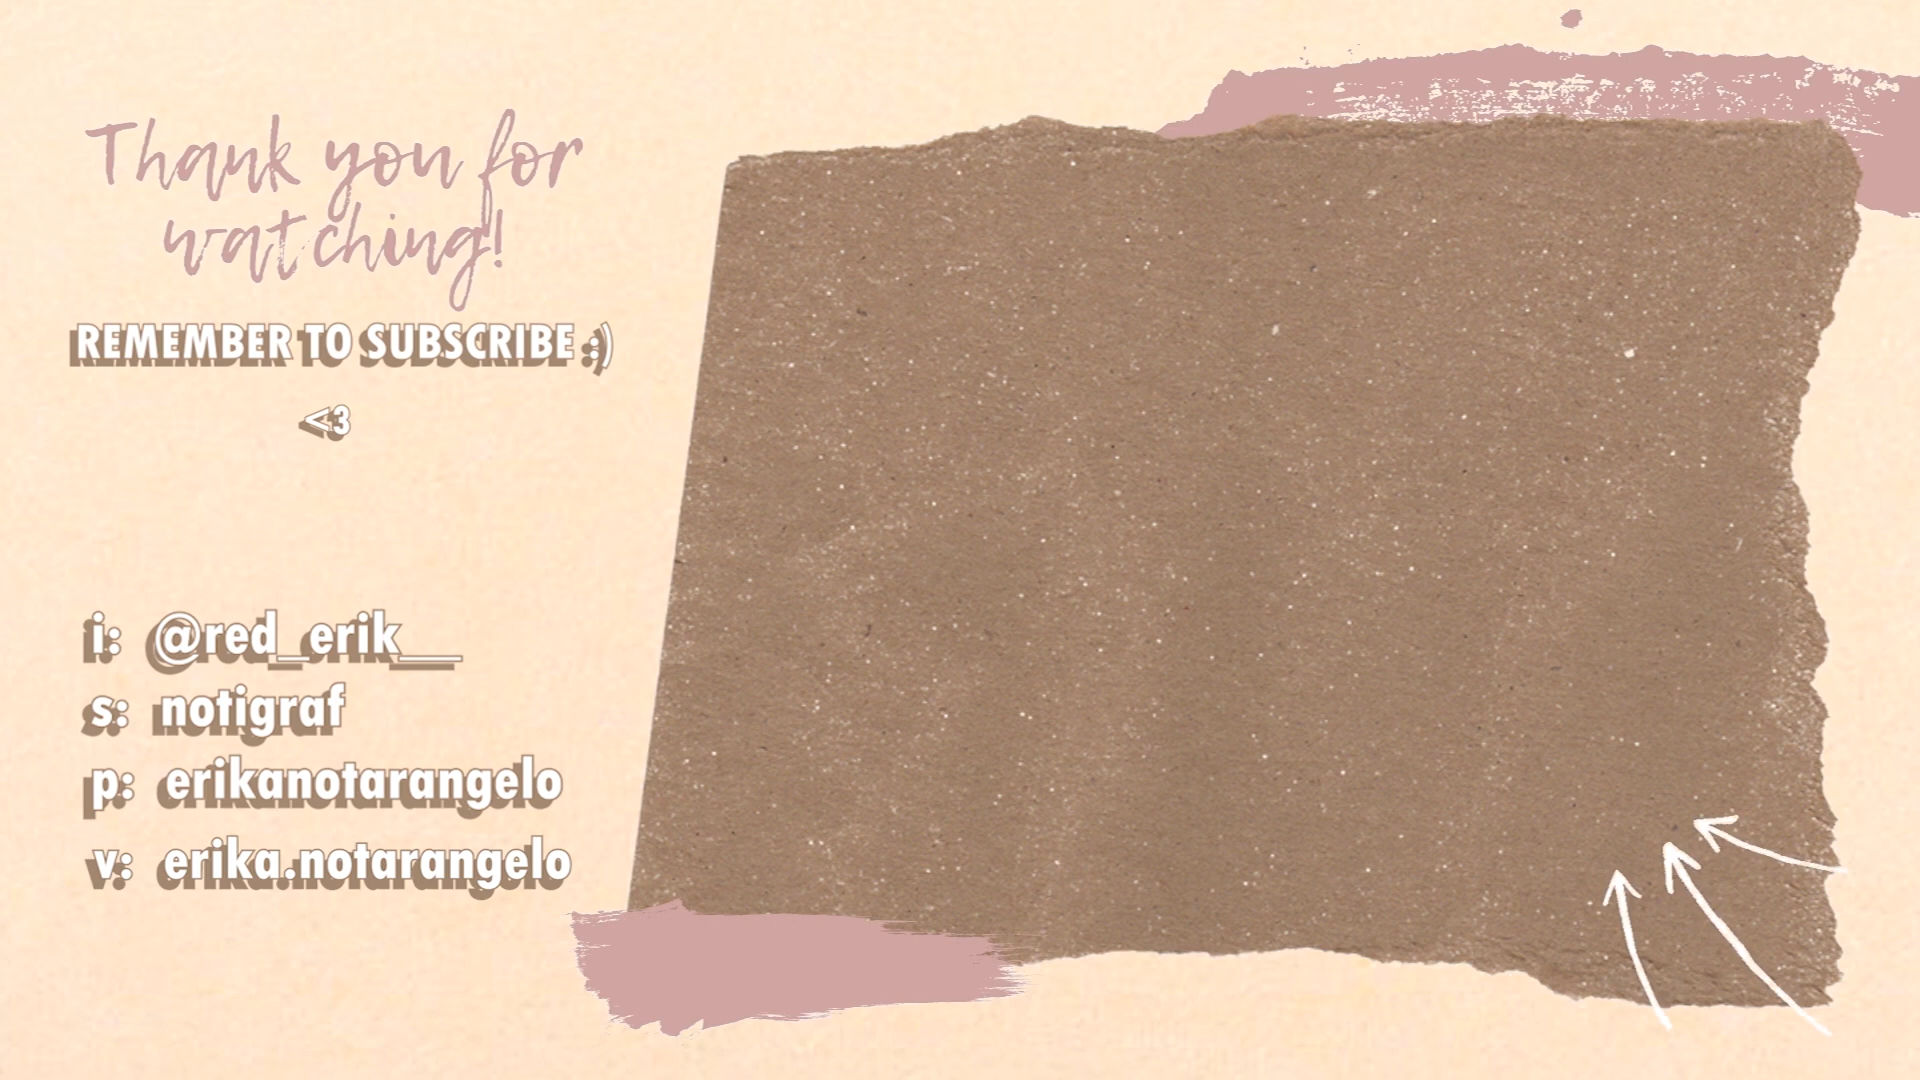 Thank you for
watching!
REMEMBER TO SUBSCRIBE :)
<3
i: @red_erik__
s: notigraf
p: erikanotarangelo
v: erika.notarangelo